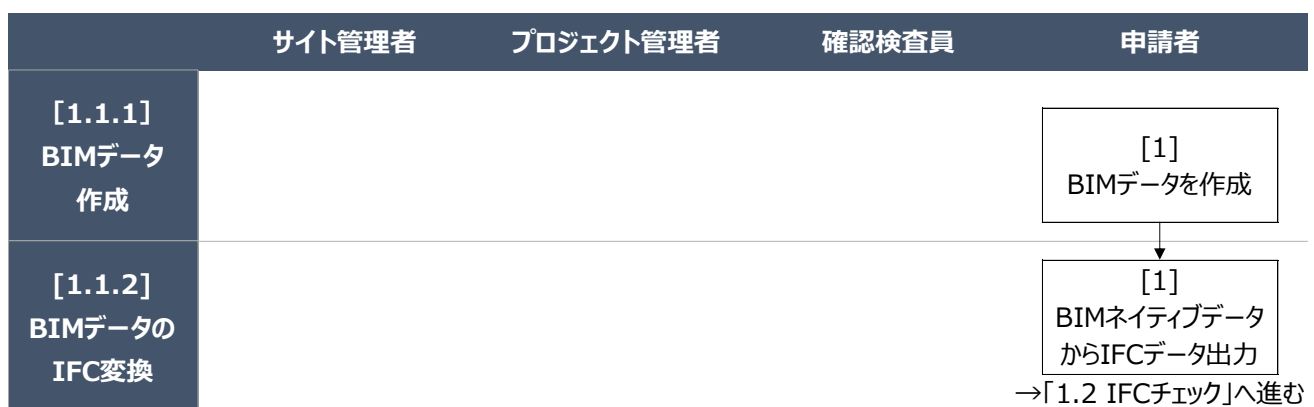 サイト管理者 プロジェクト管理者 確認検査員 申請者
[1.1.1]
BIMデータ
作成
[1]
BIMデータを作成
[1.1.2]
BIMデータの
IFC変換
[1]
BIMネイティブデータ
からIFCデータ出力
→「1.2 IFCチェック」へ進む